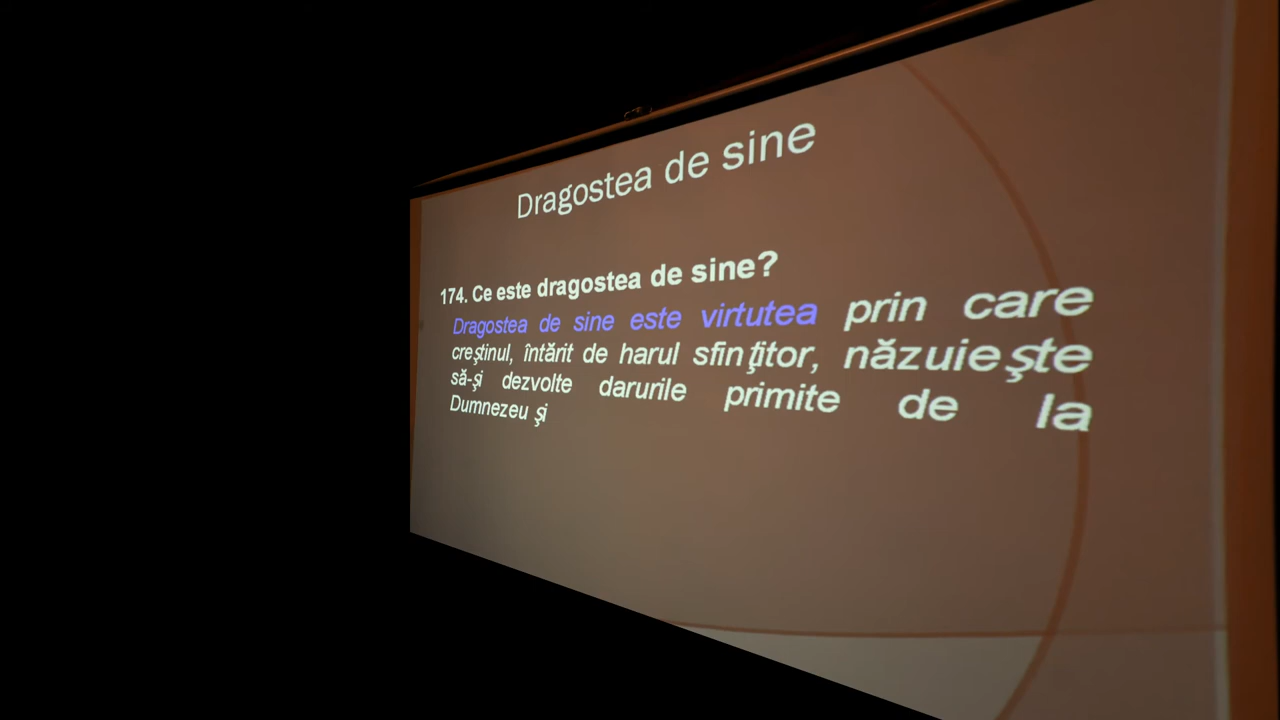 Dragostea de sine
174. Ce este dragostea de sine?
Dragostea de sine este virtutea prin care
creştinul, întărit de harul sfinţitor, năzuieşte
să-şi dezvolte darurile primite de la
Dumnezeu şi